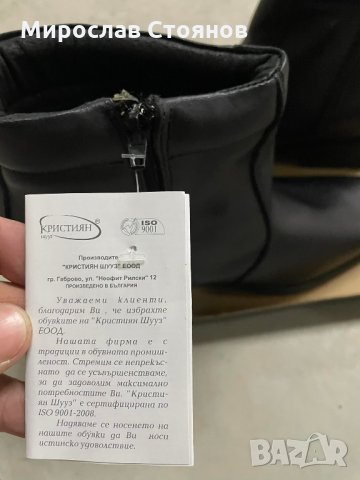 Мирослав Стоянов
КРИСТИЯН®
шууз
ISO
9001
Производител
"КРИСТИЯН ШУУЗ" ЕООД
гр. Габрово, ул. "Неофит Рилски" 12
ПРОИЗВЕДЕНО В БЪЛГАРИЯ
Уважаеми клиенти,
благодарим Ви, че избрахте
обувките на "Кристиян Шууз"
ЕООД.
Нашата фирма е с
традиции в обувната промиш-
леност. Стремим се непрекъс-
нато да се усъвършенстваме,
за да задоволим максимално
потребностите Ви. "Кристи-
ян Шууз" е сертифицирана по
ISO 9001-2008.
Надяваме се носенето на
нашите обувки да Ви носи
истинско удоволствие.
BAZAR